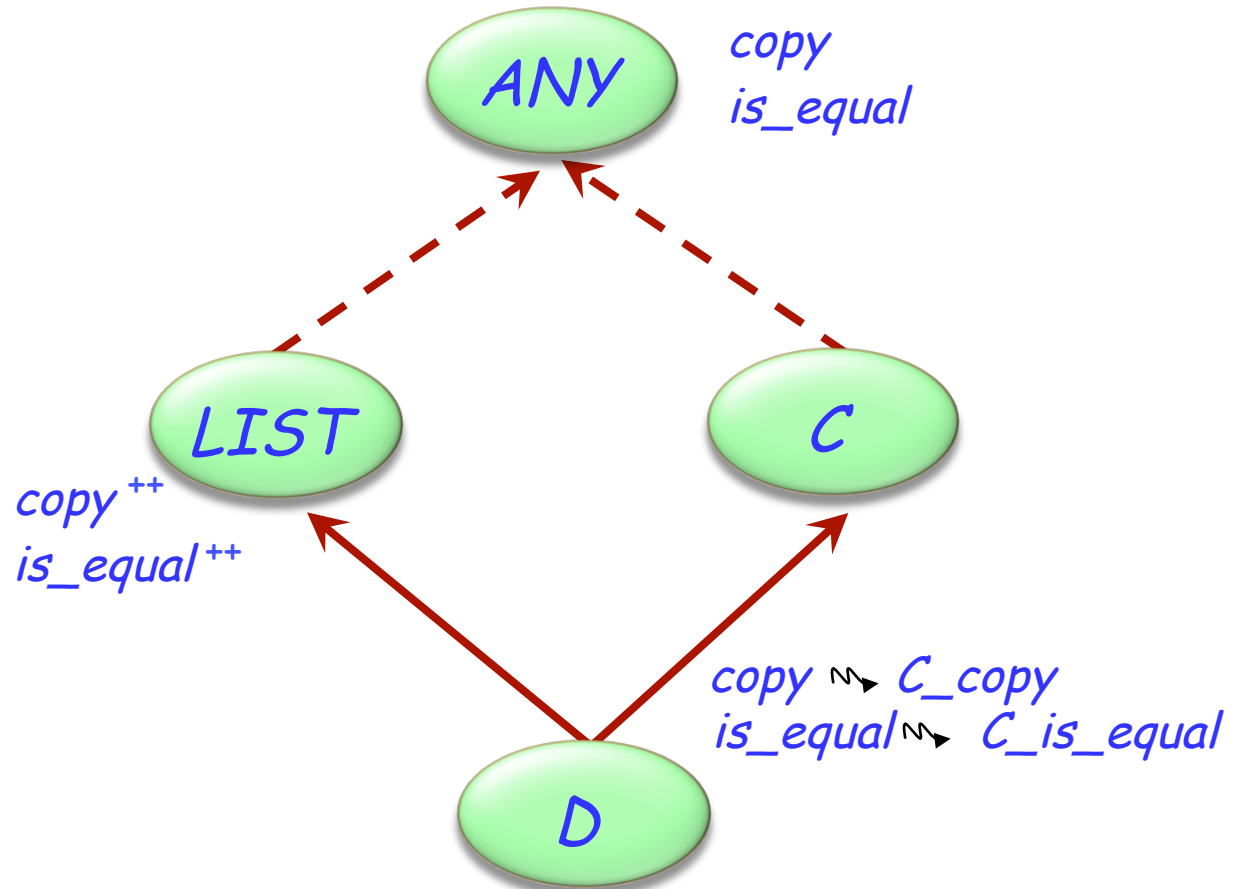 ANY
copy
is_equal
LIST
C
copy ++
is_equal ++
copy C_copy
is_equal C_is_equal
D